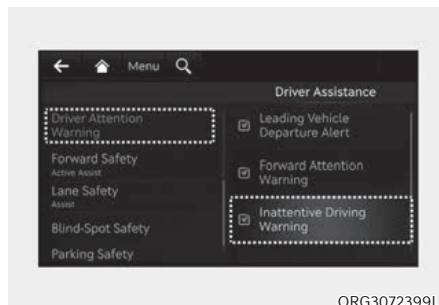 Menu
Driver Assistance
Driver Attention
Warning
Forward Safety
Active Assist
Lane Safety
Assist
Blind-Spot Safety
Parking Safety
Leading Vehicle
Departure Alert
Forward Attention
Warning
Inattentive Driving
Warning
ORG3072399L